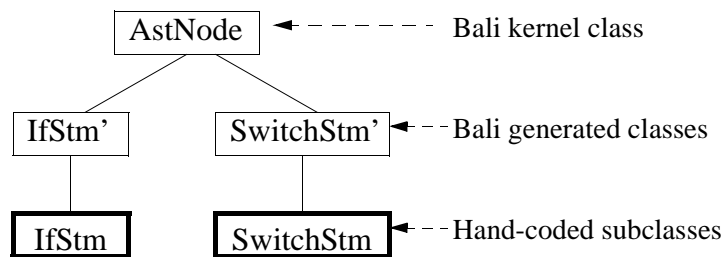 AstNode Bali kernel class
IfStm’ SwitchStm’ Bali generated classes
IfStm SwitchStm Hand-coded subclasses